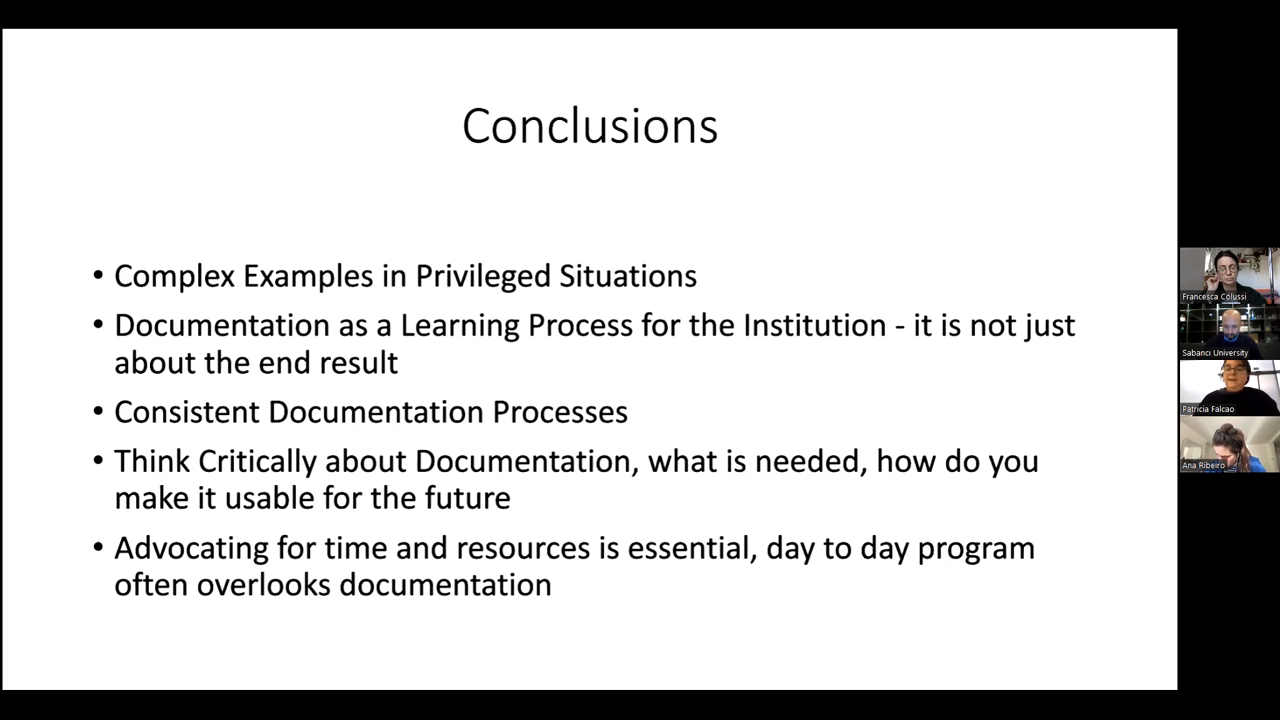 Conclusions
• Complex Examples in Privileged Situations
• Documentation as a Learning Process for the Institution - it is not just
about the end result
• Consistent Documentation Processes
• Think Critically about Documentation, what is needed, how do you
make it usable for the future
• Advocating for time and resources is essential, day to day program
often overlooks documentation
Francesca Colussi
Sabancı University
Patricia Falcao
Ana Ribeiro